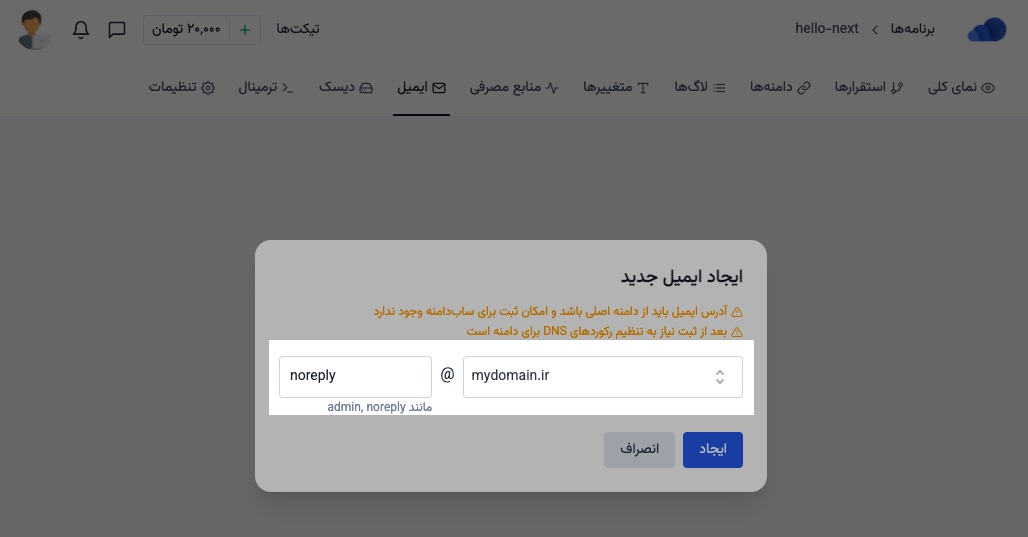 برنامه‌ها
hello-next
تیکت‌ها
۲۰,۰۰۰ تومان
نمای کلی
استقرارها
دامنه‌ها
لاگ‌ها
متغییرها
منابع مصرفی
ایمیل
دیسک
ترمینال
تنظیمات
ایجاد ایمیل جدید
آدرس ایمیل باید از دامنه اصلی باشد و امکان ثبت برای ساب‌دامنه وجود ندارد
بعد از ثبت نیاز به تنظیم رکوردهای DNS برای دامنه است
noreply @ mydomain.ir
مانند admin, noreply
ایجاد
انصراف